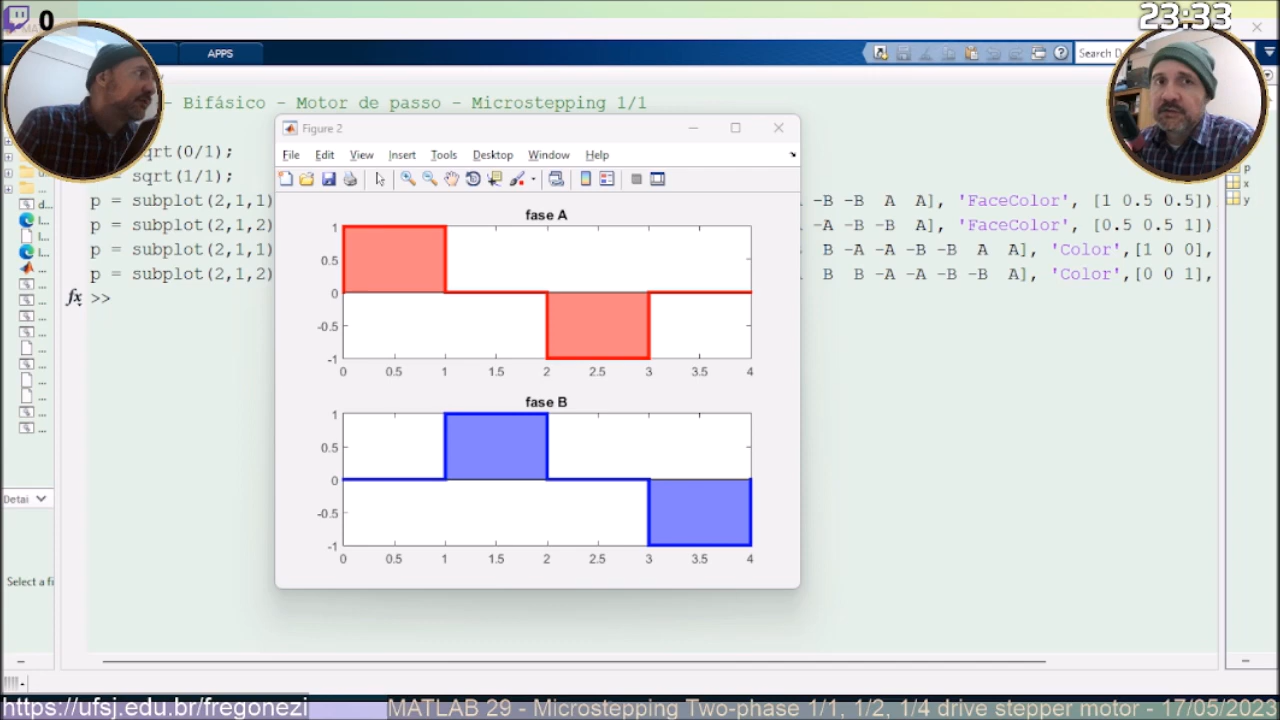 0
23:33
APPS
Search D
- Bifásico - Motor de passo - Microstepping 1/1
sqrt(0/1);
= sqrt(1/1);
p = subplot(2,1,1)
-B -B A A], 'FaceColor', [1 0.5 0.5])
p = subplot(2,1,2)
-A -B -B A], 'FaceColor', [0.5 0.5 1])
p = subplot(2,1,1)
B -A -A -B -B A A], 'Color',[1 0 0],
p = subplot(2,1,2)
B B -A -A -B -B A], 'Color',[0 0 1],
fx >>
Figure 2
File Edit View Insert Tools Desktop Window Help
fase A
1
0.5
0
-0.5
-1
0 0.5 1 1.5 2 2.5 3 3.5 4
fase B
1
0.5
0
-0.5
-1
0 0.5 1 1.5 2 2.5 3 3.5 4
p
x
y
Detai
Select a fi
https://ufsj.edu.br/fregonezi
MATLAB 29 - Microstepping Two-phase 1/1, 1/2, 1/4 drive stepper motor - 17/05/2023